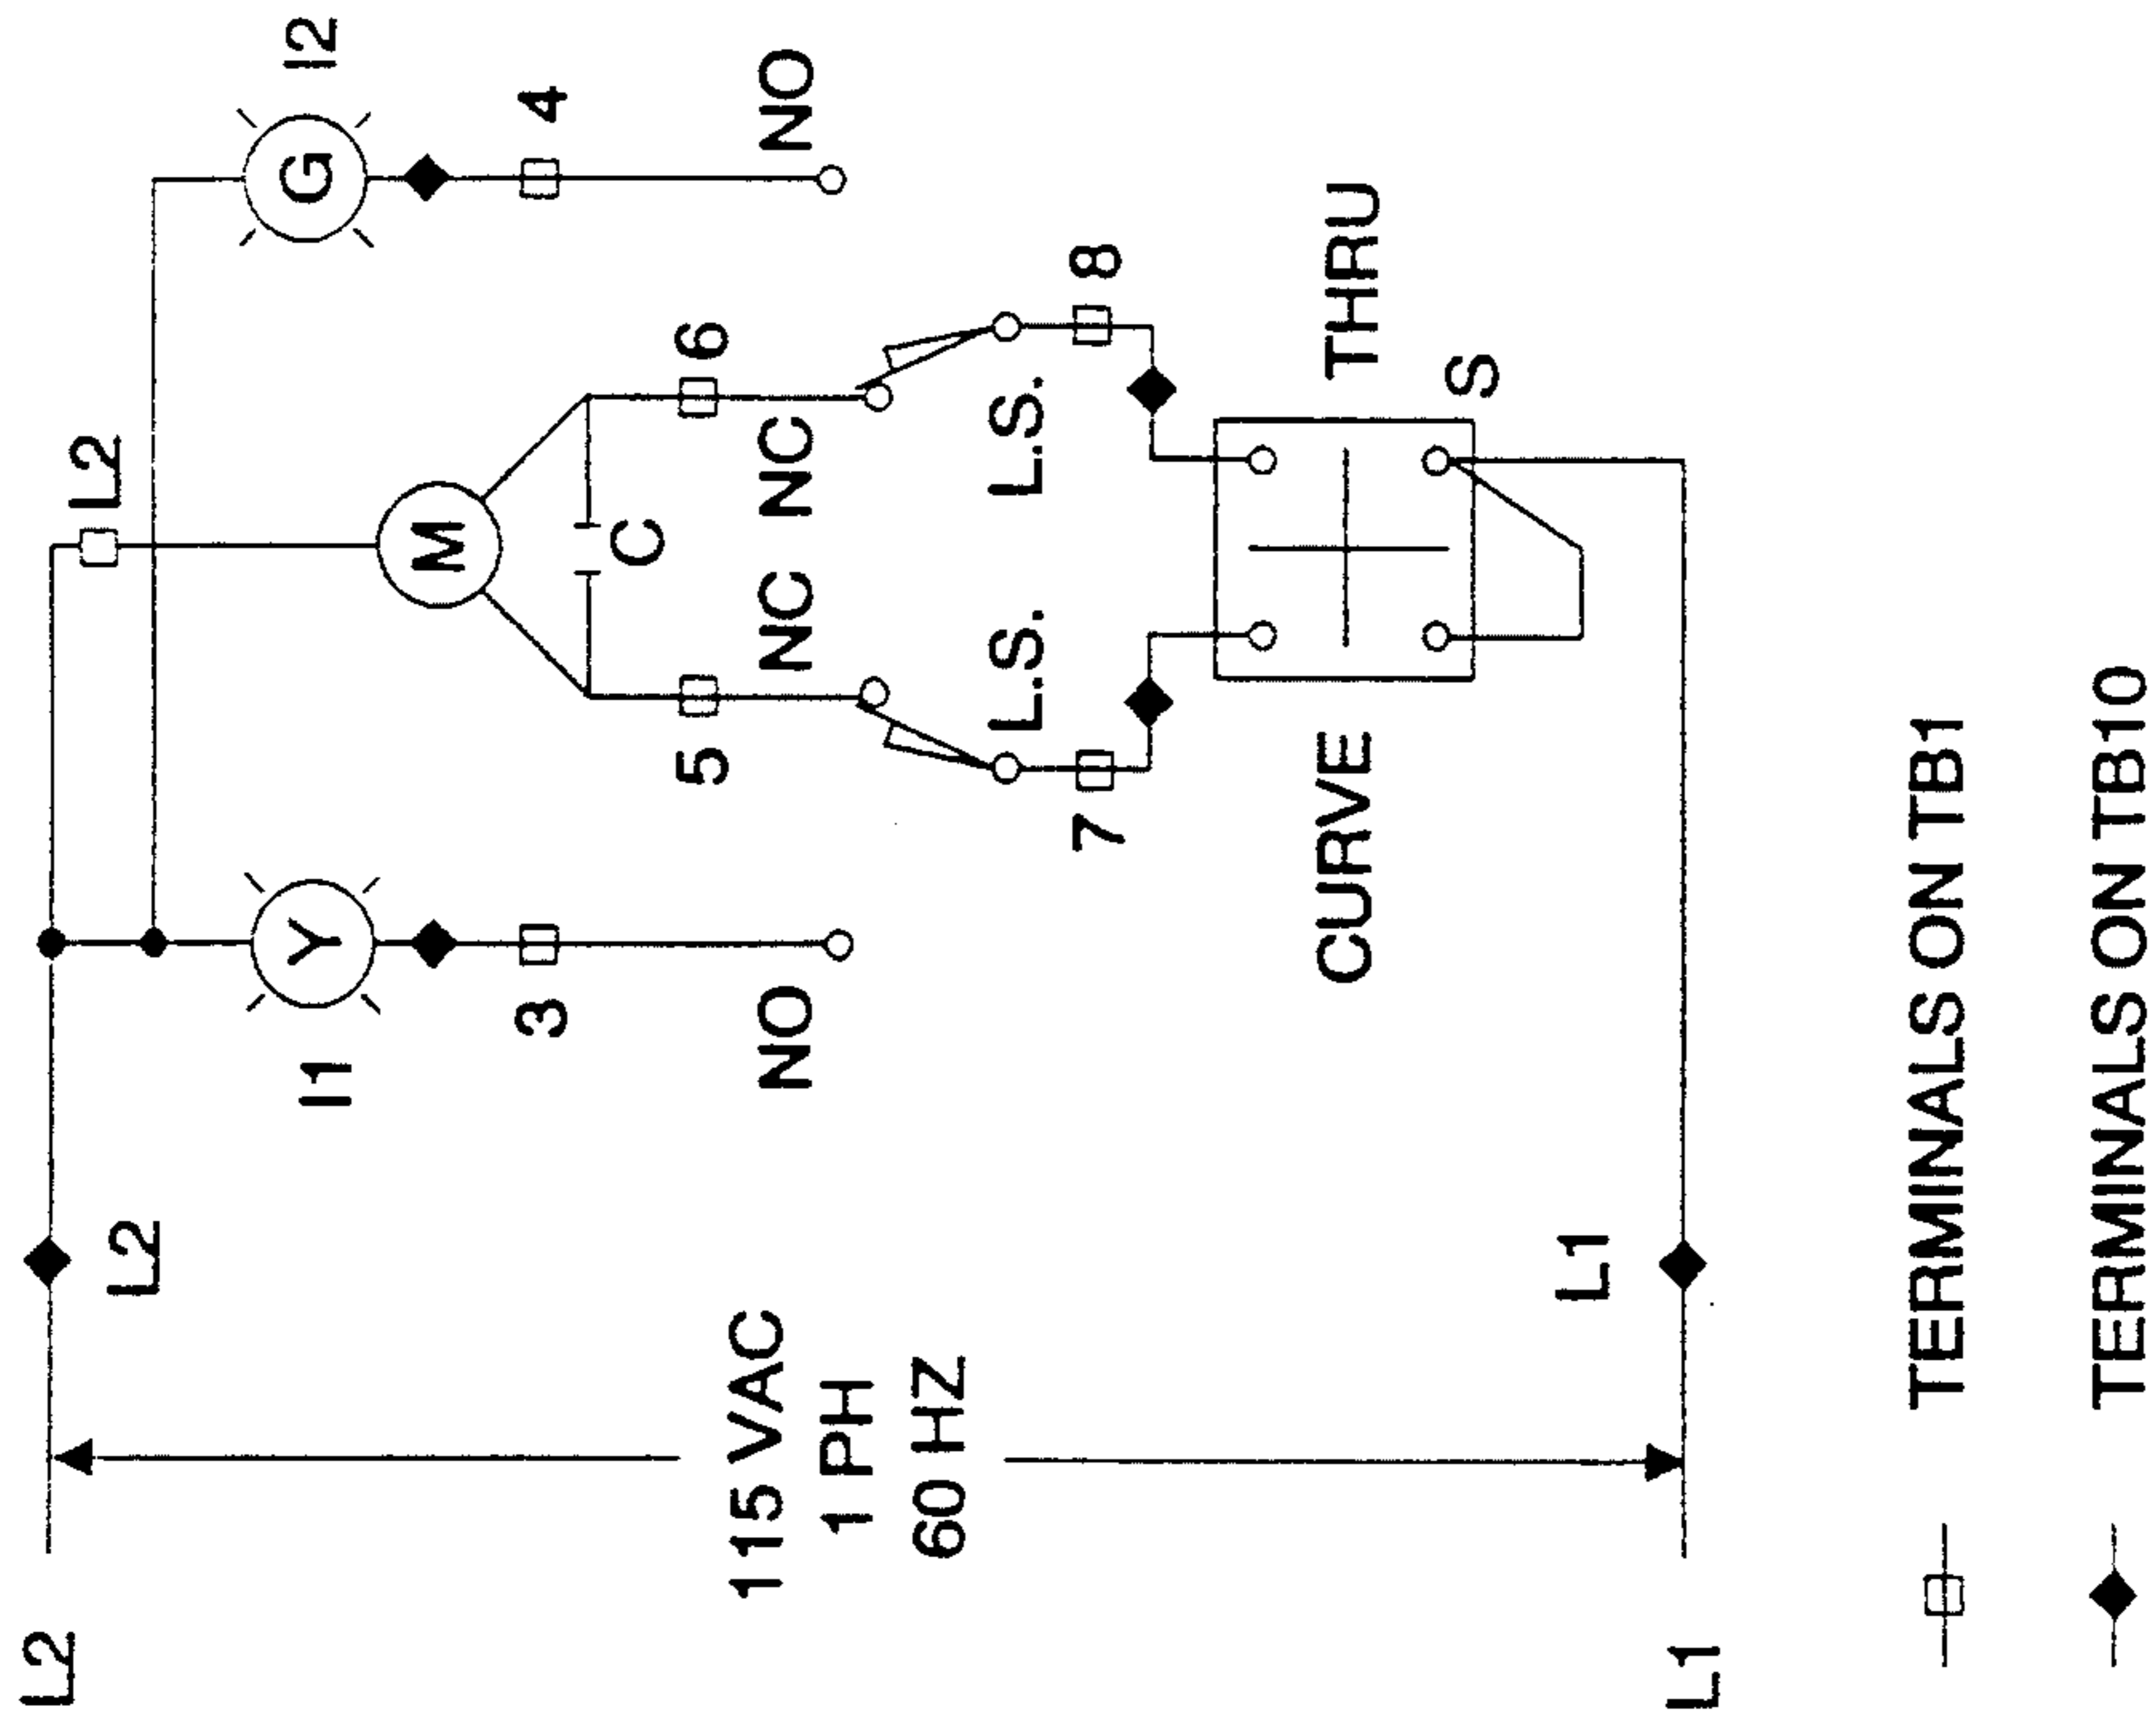 L2
L2
L2
I1
Y
G
I2
M
3
4
C
5
6
115 VAC
1 PH
60 HZ
NO
NC
NC
NO
L.S.
L.S.
7
8
CURVE
THRU
S
L1
L1
TERMINALS ON TB1
TERMINALS ON TB10